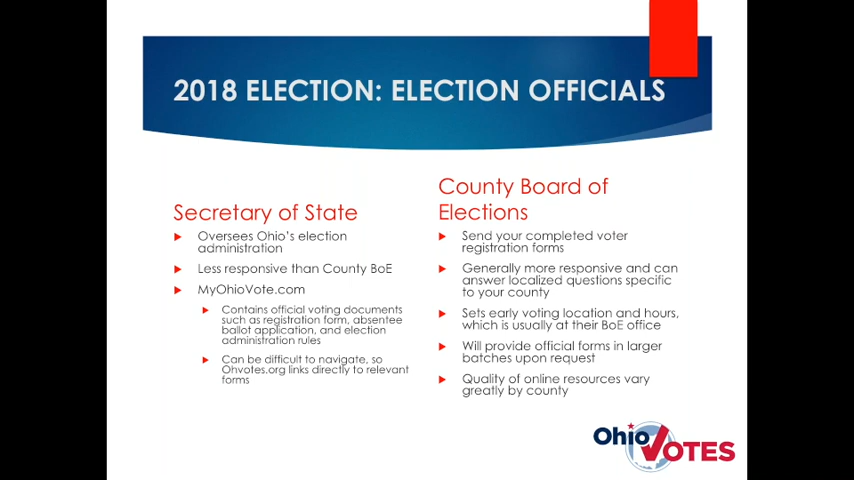 2018 ELECTION: ELECTION OFFICIALS
Secretary of State
Oversees Ohio's election
administration
Less responsive than County BoE
MyOhioVote.com
Contains official voting documents
such as registration form, absentee
ballot application, and election
administration rules
Can be difficult to navigate, so
Ohvotes.org links directly to relevant
forms
County Board of
Elections
Send your completed voter
registration forms
Generally more responsive and can
answer localized questions specific
to your county
Sets early voting location and hours,
which is usually at their BoE office
Will provide official forms in larger
batches upon request
Quality of online resources vary
greatly by county
Ohio
VOTES